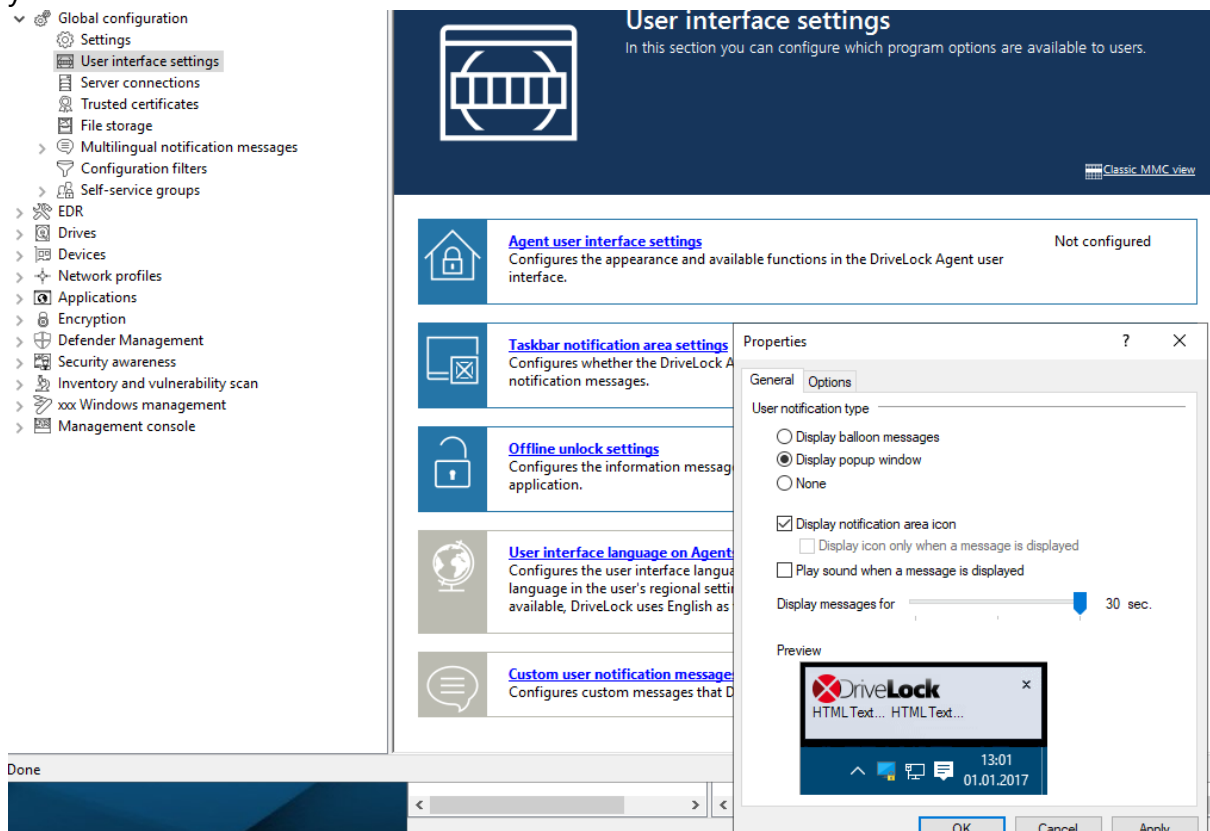 Global configuration
Settings
User interface settings
Server connections
Trusted certificates
File storage
Multilingual notification messages
Configuration filters
Self-service groups
EDR
Drives
Devices
Network profiles
Applications
Encryption
Defender Management
Security awareness
Inventory and vulnerability scan
xxx Windows management
Management console
User interface settings
In this section you can configure which program options are available to users.
Classic MMC view
Agent user interface settings
Not configured
Configures the appearance and available functions in the DriveLock Agent user
interface.
Taskbar notification area settings
Configures whether the DriveLock A
notification messages.
Offline unlock settings
Configures the information messag
application.
User interface language on Agent
Configures the user interface langua
language in the user's regional setti
available, DriveLock uses English as
Custom user notification message
Configures custom messages that D
Properties
?
General
Options
User notification type
Display balloon messages
Display popup window
None
Display notification area icon
Display icon only when a message is displayed
Play sound when a message is displayed
Display messages for
30 sec.
Preview
DriveLock
x
HTMLText... HTMLText...
13:01
01.01.2017
OK
Cancel
Apply
Done